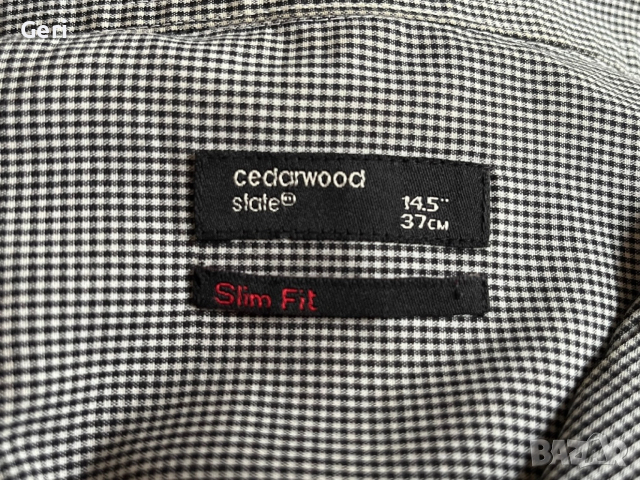 Geri
cedarwood
state
14.5"
37CM
Slim Fit
BAZAR